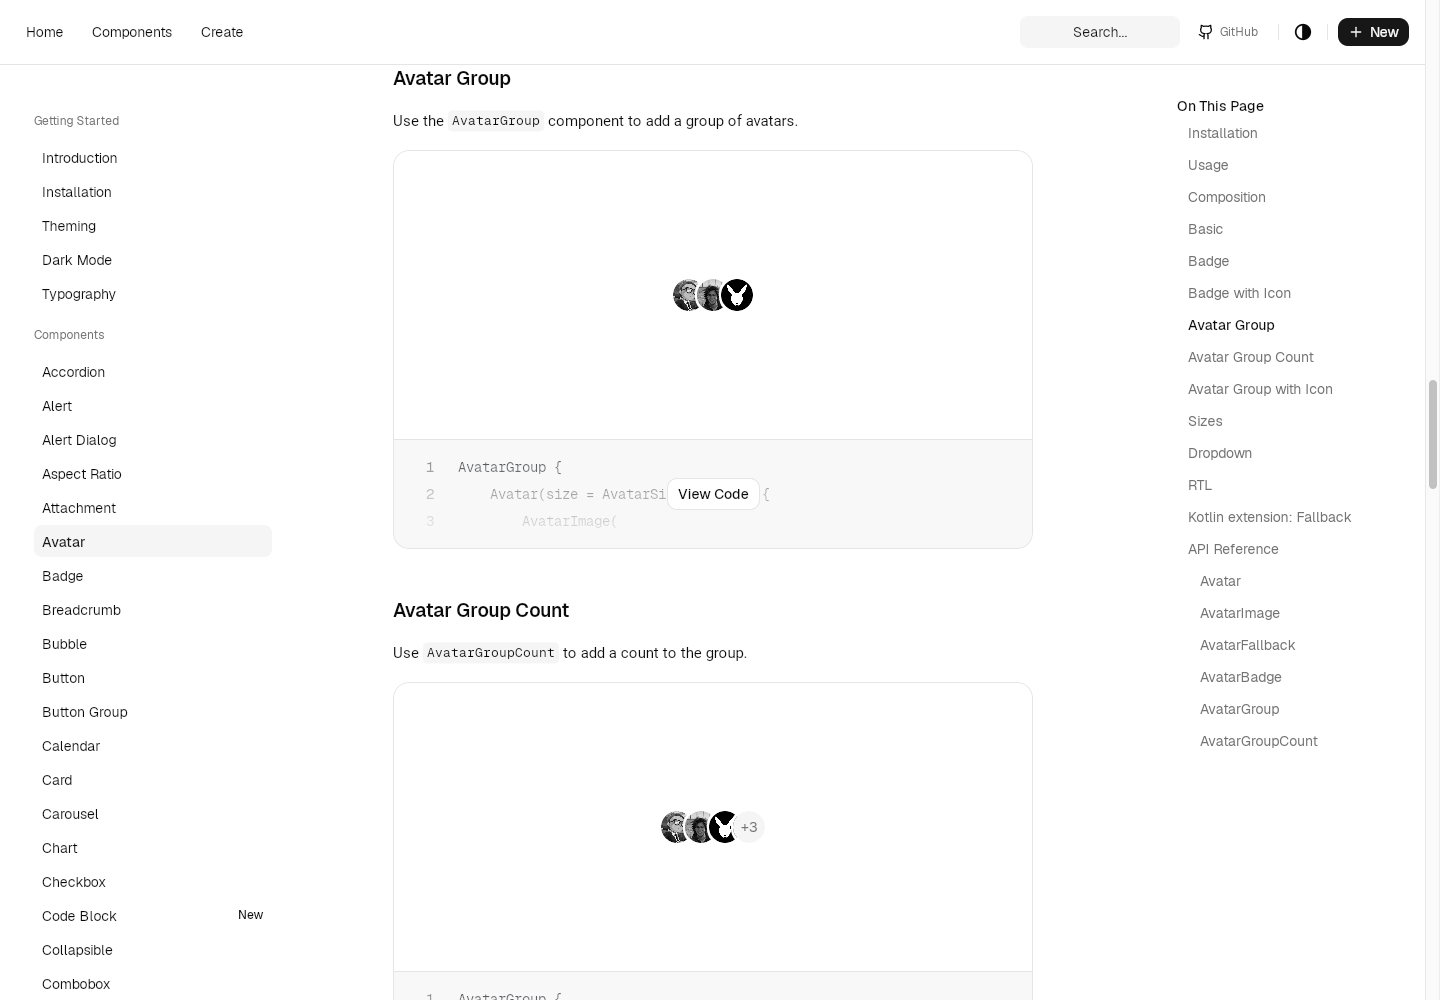 Home
Components
Create
Search...
GitHub
New
Getting Started
Introduction
Installation
Theming
Dark Mode
Typography
Components
Accordion
Alert
Alert Dialog
Aspect Ratio
Attachment
Avatar
Badge
Breadcrumb
Bubble
Button
Button Group
Calendar
Card
Carousel
Chart
Checkbox
Code Block New
Collapsible
Combobox
Avatar Group
Use the AvatarGroup component to add a group of avatars.
1 AvatarGroup {
2 Avatar(size = AvatarSi {
View Code
3 AvatarImage(
Avatar Group Count
Use AvatarGroupCount to add a count to the group.
+3
1 AvatarGroup {
On This Page
Installation
Usage
Composition
Basic
Badge
Badge with Icon
Avatar Group
Avatar Group Count
Avatar Group with Icon
Sizes
Dropdown
RTL
Kotlin extension: Fallback
API Reference
Avatar
AvatarImage
AvatarFallback
AvatarBadge
AvatarGroup
AvatarGroupCount